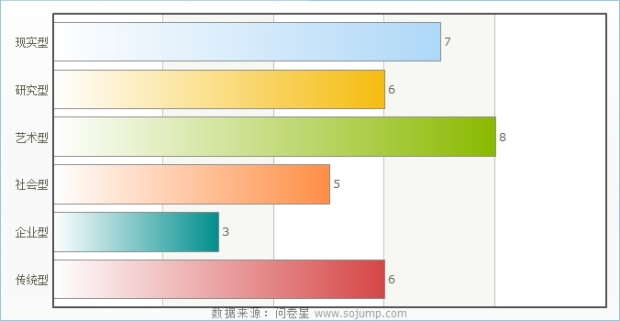 现实型 7
研究型 6
艺术型 8
社会型 5
企业型 3
传统型 6
数据来源：问卷星 www.sojump.com